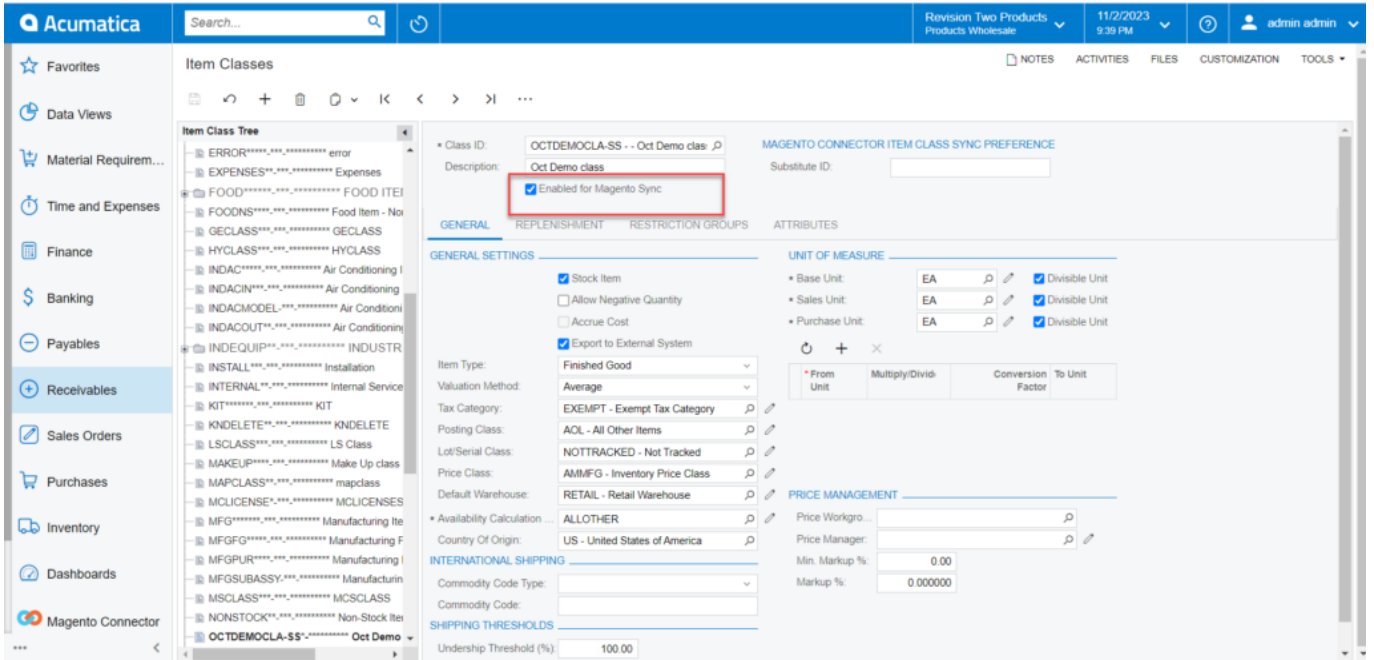 Acumatica
Search...
Revision Two Products
Products Wholesale
11/2/2023
9:39 PM
admin admin
Favorites
Data Views
Material Requirem...
Time and Expenses
Finance
Banking
Payables
Receivables
Sales Orders
Purchases
Inventory
Dashboards
Magento Connector
Item Classes
NOTES ACTIVITIES FILES CUSTOMIZATION TOOLS
Item Class Tree
ERROR*****-***-********** error
EXPENSES**-***-********** Expenses
FOOD******-***-********** FOOD ITE
FOODNS****-***-********** Food Item - No
GECLASS***-***-********** GECLASS
HYCLASS***-***-********** HYCLASS
INDAC*****-***-********** Air Conditioning
INDACIN***-***-********** Air Conditioning
INDACMODEL-***-********** Air Conditioni
INDACOUT**-***-********** Air Conditioning
INDEQUIP**-***-********** INDUSTR
INSTALL***-***-********** Installation
INTERNAL**-***-********** Internal Service
KIT*******-***-********** KIT
KNDELETE**-***-********** KNDELETE
LSCLASS***-***-********** LS Class
MAKEUP****-***-********** Make Up class
MAPCLASS**-***-********** mapclass
MCLICENSE*-***-********** MCLICENSES
MFG*******-***-********** Manufacturing Ite
MFGFG*****-***-********** Manufacturing F
MFGPUR****-***-********** Manufacturing
MFGSUBASSY-***-********** Manufacturin
MSCLASS***-***-********** MCSCLASS
NONSTOCK**-***-********** Non-Stock Iter
OCTDEMOCLA-SS*-********** Oct Demo
* Class ID: OCTDEMOCLA-SS - - Oct Demo clas
Description: Oct Demo class
Enabled for Magento Sync
MAGENTO CONNECTOR ITEM CLASS SYNC PREFERENCE
Substitute ID:
GENERAL REPLENISHMENT RESTRICTION GROUPS ATTRIBUTES
GENERAL SETTINGS
Stock Item
Allow Negative Quantity
Accrue Cost
Export to External System
Item Type: Finished Good
Valuation Method: Average
Tax Category: EXEMPT - Exempt Tax Category
Posting Class: AOL - All Other Items
Lot/Serial Class: NOTTRACKED - Not Tracked
Price Class: AMMFG - Inventory Price Class
Default Warehouse: RETAIL - Retail Warehouse
* Availability Calculation ... ALLOTHER
Country Of Origin: US - United States of America
INTERNATIONAL SHIPPING
Commodity Code Type:
Commodity Code:
SHIPPING THRESHOLDS
Undership Threshold (%): 100.00
UNIT OF MEASURE
* Base Unit: EA Divisible Unit
* Sales Unit: EA Divisible Unit
* Purchase Unit: EA Divisible Unit
* From Unit Multiply/Divid Conversion Factor To Unit
PRICE MANAGEMENT
Price Workgro...
Price Manager:
Min. Markup %: 0.00
Markup %: 0.000000